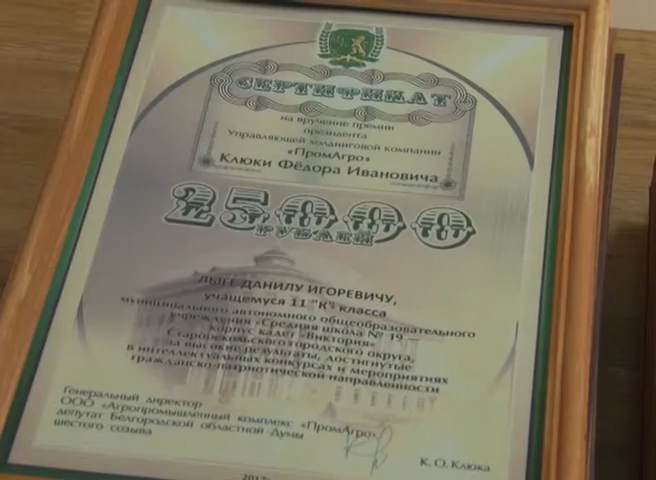 СЕРТИФИКАТ
на вручение премии
президента
Управляющей холдинговой компании
«ПромАгро»
Клюки Фёдора Ивановича
25000
РУБЛЕЙ
ДАНИЛУ ИГОРЕВИЧУ,
учащемуся 11 "К" класса
муниципального автономного общеобразовательного
учреждения «Средняя школа № 19 –
корпус кадет «Виктория»
Старооскольского городского округа,
за высокие результаты, достигнутые
в интеллектуальных конкурсах и мероприятиях
гражданско-патриотической направленности
Генеральный директор
ООО «Агропромышленный комплекс «ПромАгро»,
депутат Белгородской областной Думы
шестого созыва
К. О. Клюка